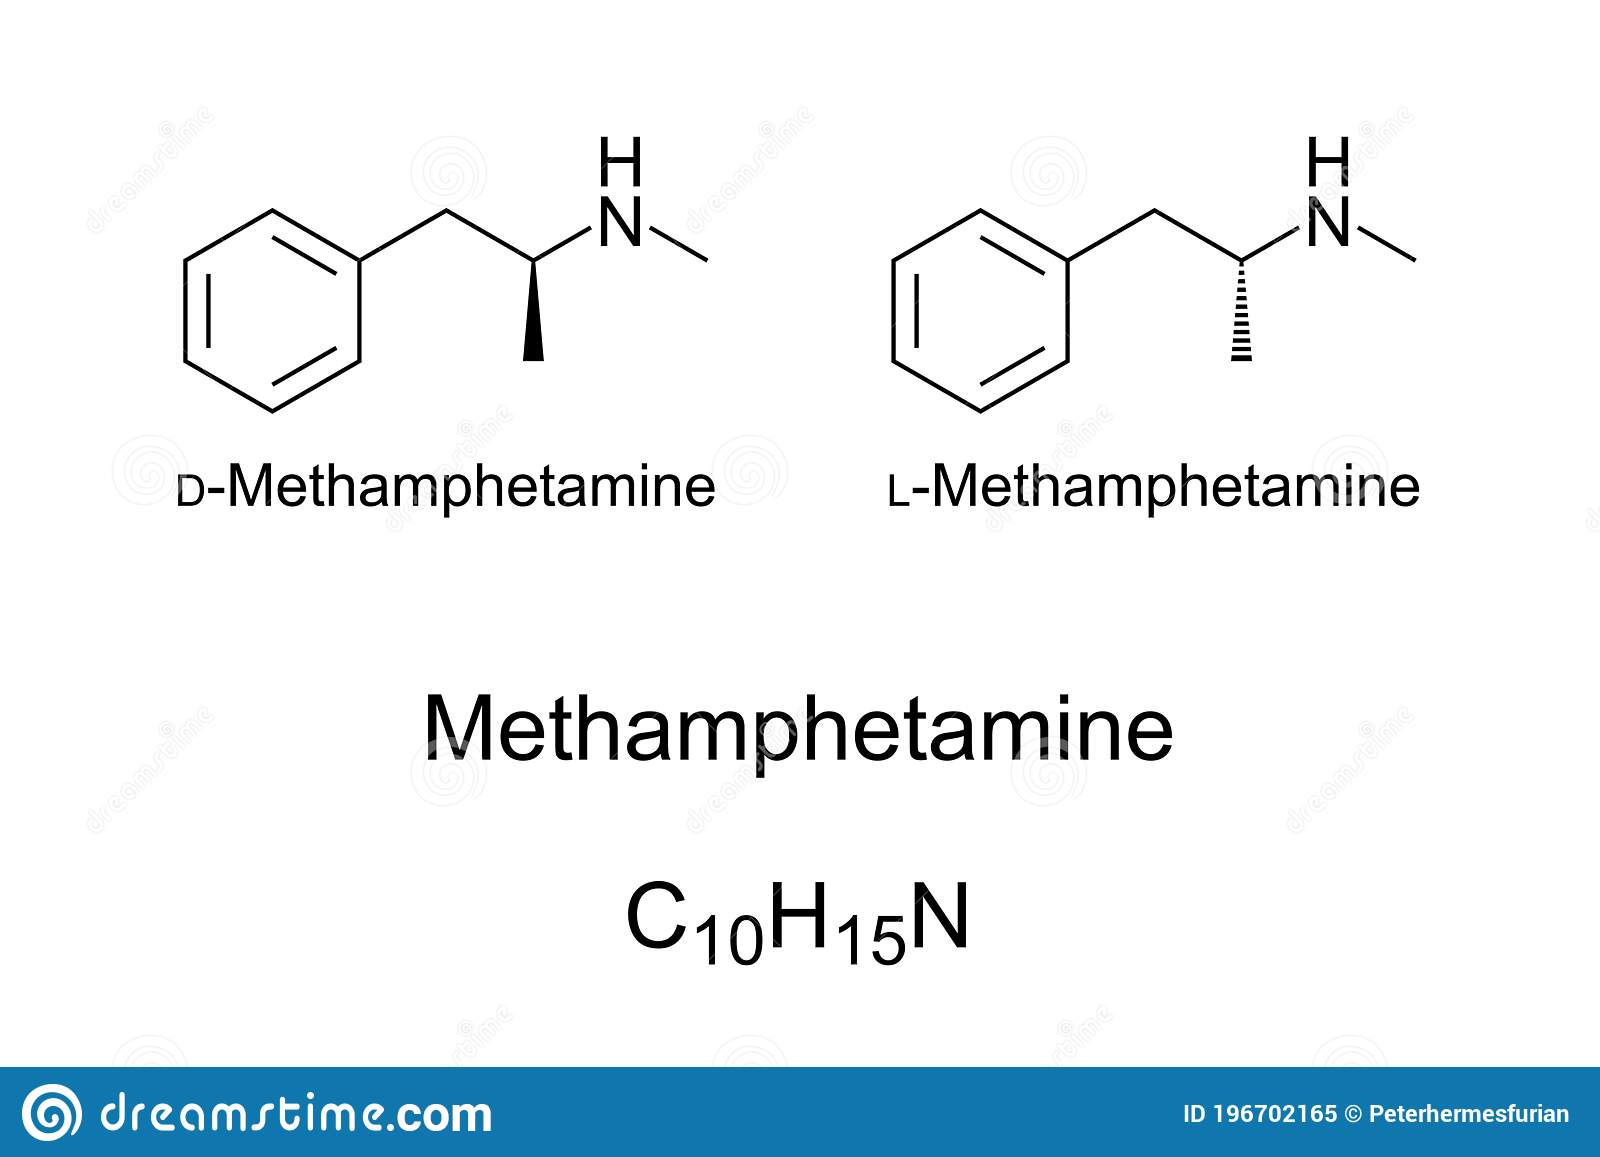 H
N
H
N
D-Methamphetamine
L-Methamphetamine
Methamphetamine
C₁₀H₁₅N
dreamstime.com
ID 196702165 © Peterhermesfurian